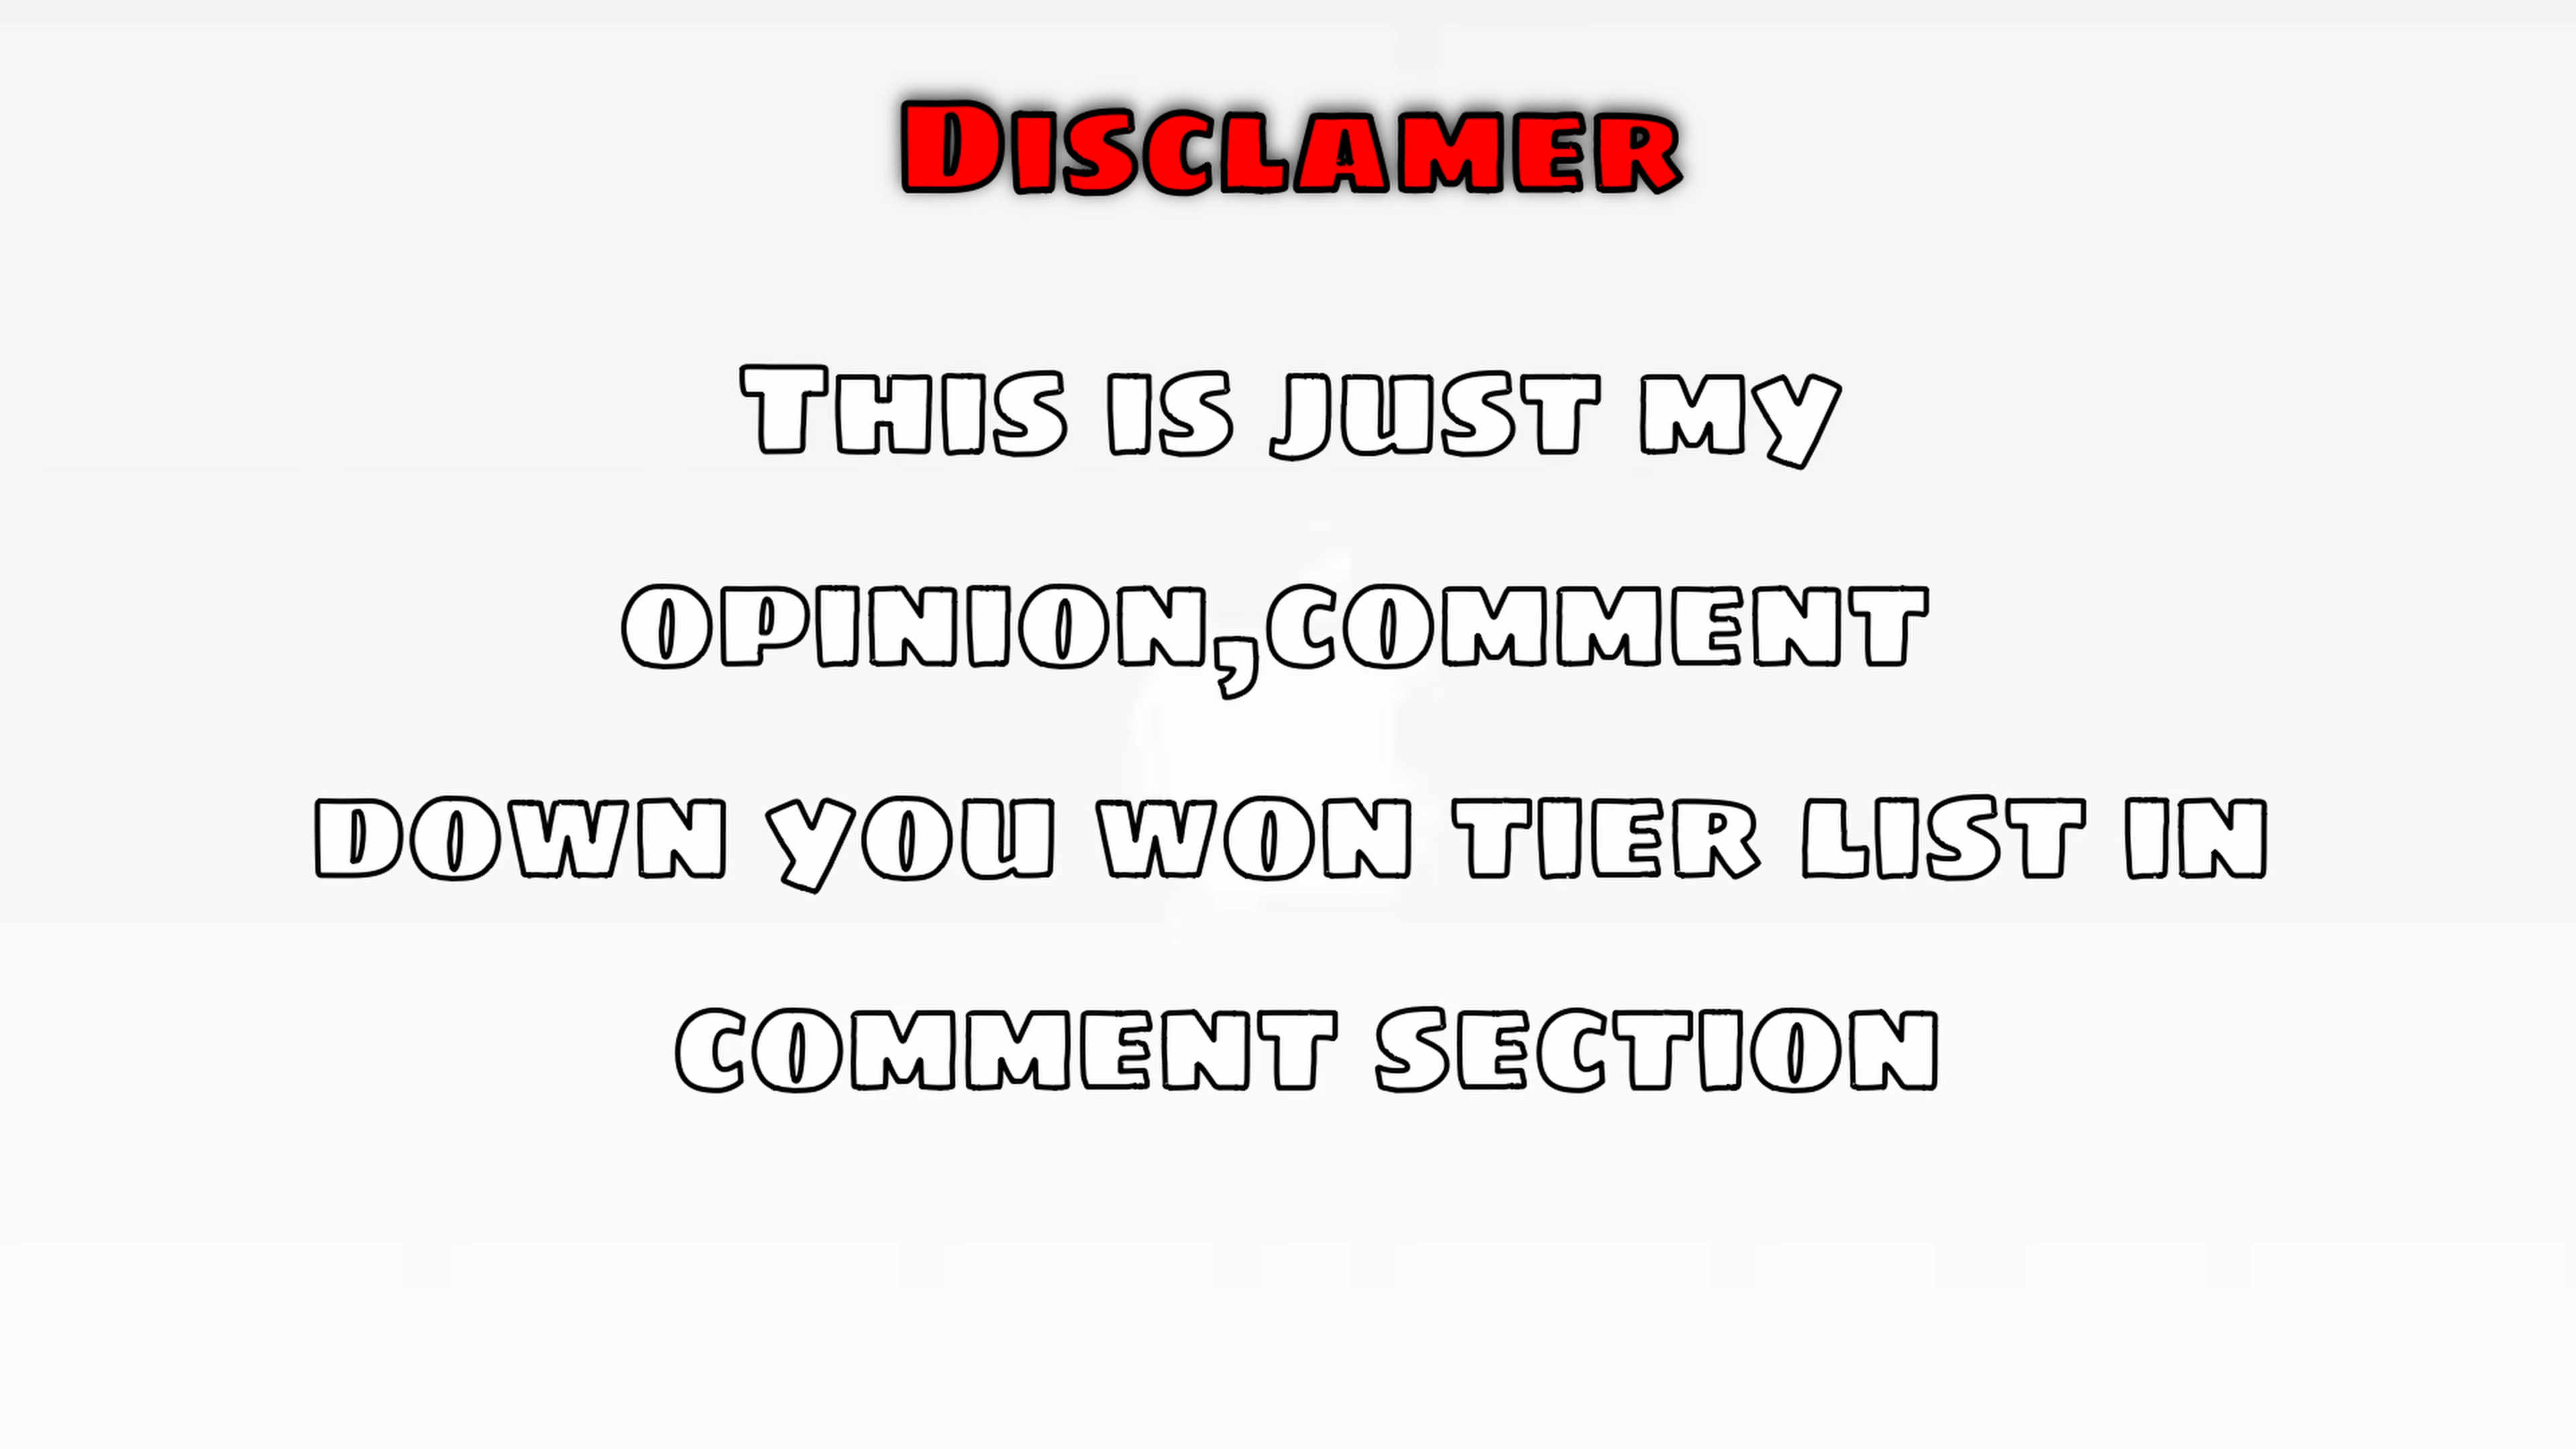 Disclamer
This is just my
opinion,comment
down you won tier list in
comment section